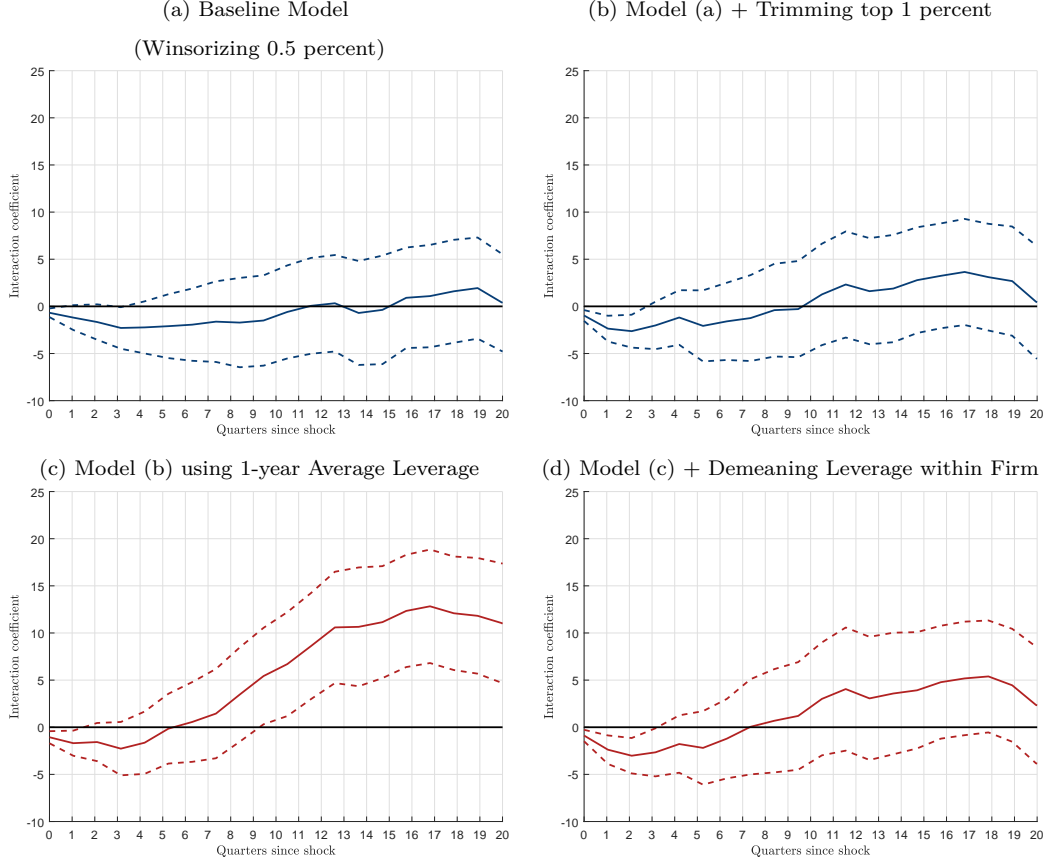 (a) Baseline Model
(Winsorizing 0.5 percent)
25
20
15
10
5
0
-5
-10
Interaction coefficient
0 1 2 3 4 5 6 7 8 9 10 11 12 13 14 15 16 17 18 19 20
Quarters since shock
(b) Model (a) + Trimming top 1 percent
25
20
15
10
5
0
-5
-10
Interaction coefficient
0 1 2 3 4 5 6 7 8 9 10 11 12 13 14 15 16 17 18 19 20
Quarters since shock
(c) Model (b) using 1-year Average Leverage
25
20
15
10
5
0
-5
-10
Interaction coefficient
0 1 2 3 4 5 6 7 8 9 10 11 12 13 14 15 16 17 18 19 20
Quarters since shock
(d) Model (c) + Demeaning Leverage within Firm
25
20
15
10
5
0
-5
-10
Interaction coefficient
0 1 2 3 4 5 6 7 8 9 10 11 12 13 14 15 16 17 18 19 20
Quarters since shock